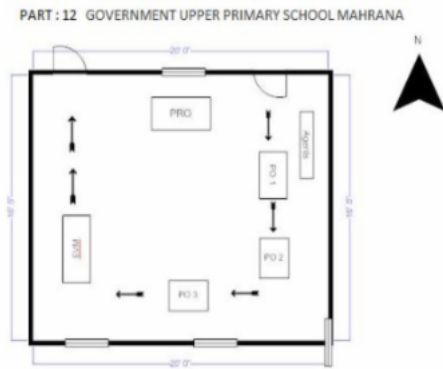 PART : 12 GOVERNMENT UPPER PRIMARY SCHOOL MAHRANA
N
20' 0"
PRO
Agents
PO 1
PO 2
EVM
PO 3
20' 0"